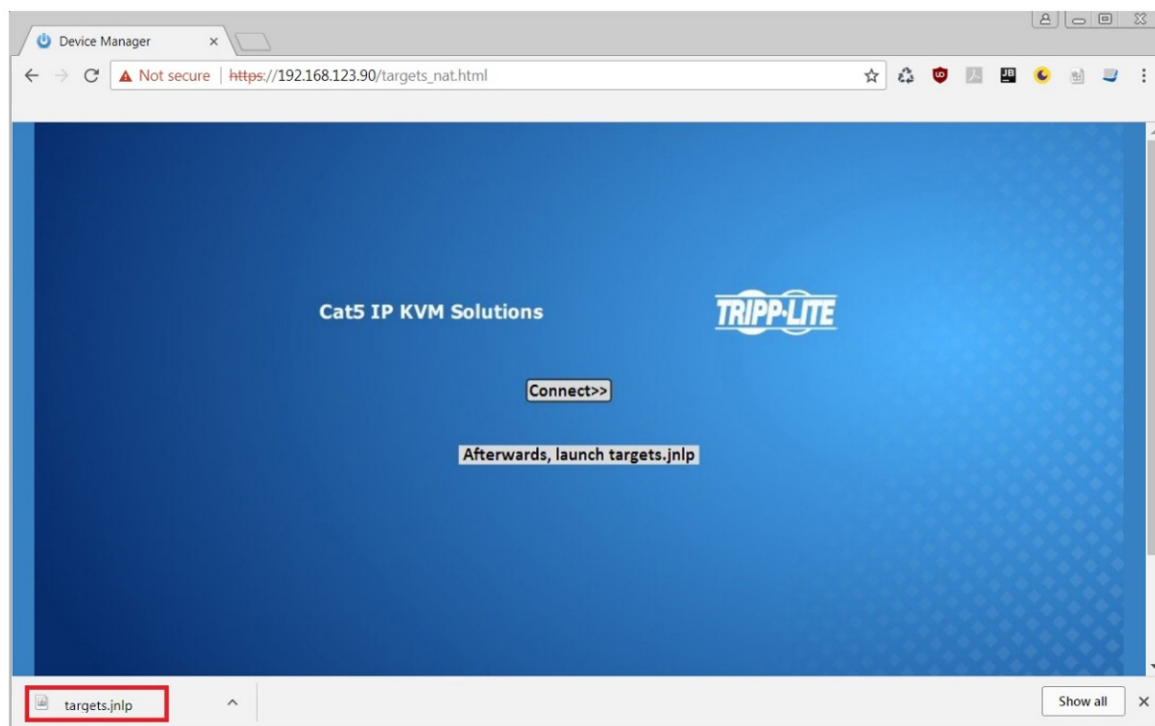 Device Manager
Not secure | https://192.168.123.90/targets_nat.html
Cat5 IP KVM Solutions
TRIPP·LITE
Connect>>
Afterwards, launch targets.jnlp
targets.jnlp
Show all